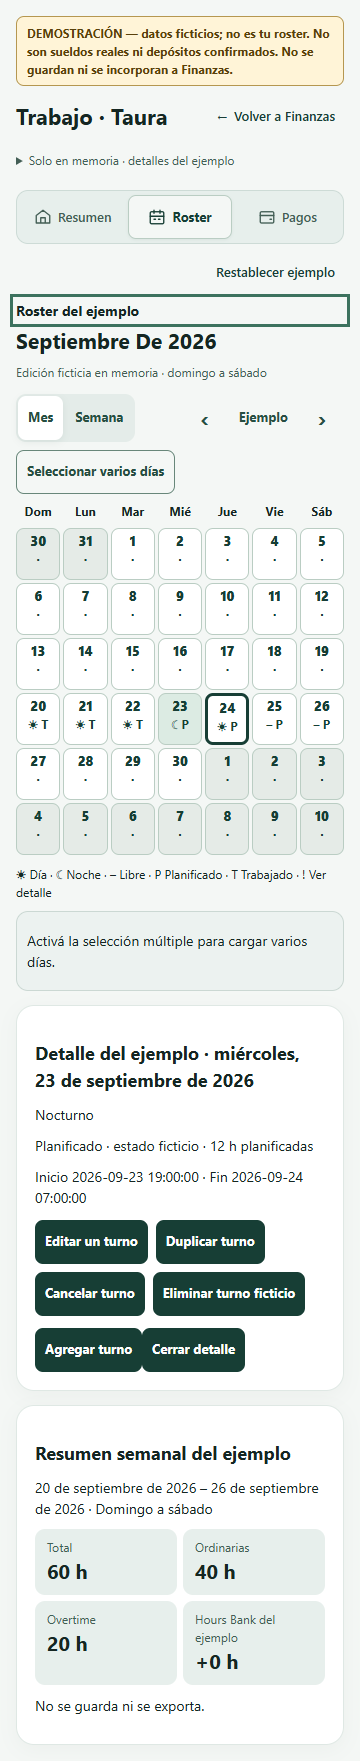 DEMOSTRACIÓN — datos ficticios; no es tu roster. No
son sueldos reales ni depósitos confirmados. No se
guardan ni se incorporan a Finanzas.
Trabajo · Taura
← Volver a Finanzas
▶ Solo en memoria · detalles del ejemplo
Resumen
Roster
Pagos
Restablecer ejemplo
Roster del ejemplo
Septiembre De 2026
Edición ficticia en memoria · domingo a sábado
Mes
Semana
‹
Ejemplo
›
Seleccionar varios días
Dom Lun Mar Mié Jue Vie Sáb
30 31 1 2 3 4 5
· · · · · · ·
6 7 8 9 10 11 12
· · · · · · ·
13 14 15 16 17 18 19
· · · · · · ·
20 21 22 23 24 25 26
☀ T ☀ T ☀ T ☾ P ☀ P – P – P
27 28 29 30 1 2 3
· · · · · · ·
4 5 6 7 8 9 10
· · · · · · ·
☀ Día · ☾ Noche · – Libre · P Planificado · T Trabajado · ! Ver
detalle
Activá la selección múltiple para cargar varios
días.
Detalle del ejemplo · miércoles,
23 de septiembre de 2026
Nocturno
Planificado · estado ficticio · 12 h planificadas
Inicio 2026-09-23 19:00:00 · Fin 2026-09-24
07:00:00
Editar un turno
Duplicar turno
Cancelar turno
Eliminar turno ficticio
Agregar turno
Cerrar detalle
Resumen semanal del ejemplo
20 de septiembre de 2026 – 26 de septiembre
de 2026 · Domingo a sábado
Total
60 h
Ordinarias
40 h
Overtime
20 h
Hours Bank del
ejemplo
+0 h
No se guarda ni se exporta.